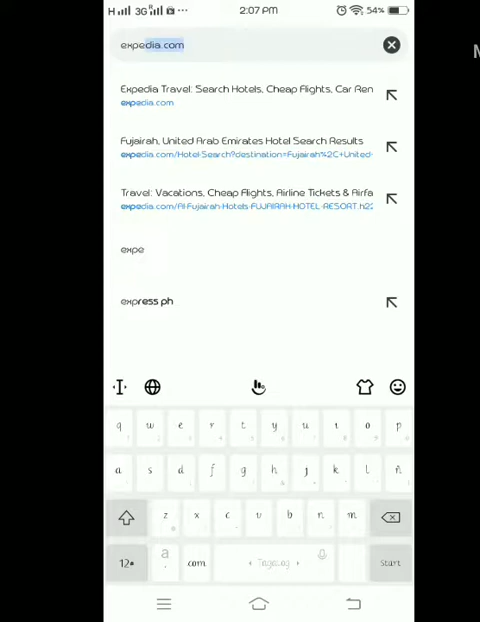 H 3G R ... 2:07 PM 54%
expedia.com
Expedia Travel: Search Hotels, Cheap Flights, Car Ren
expedia.com
Fujairah, United Arab Emirates Hotel Search Results
expedia.com/Hotel-Search?destination=Fujairah%2C+United-
Travel: Vacations, Cheap Flights, Airline Tickets & Airfa
expedia.com/Al-Fujairah-Hotels-FUJAIRAH-HOTEL-RESORT.h22
expe
express ph
q w e r t y u i o p
a s d f g h j k l ñ
z x c v b n m
12 a . .com Tagalog start